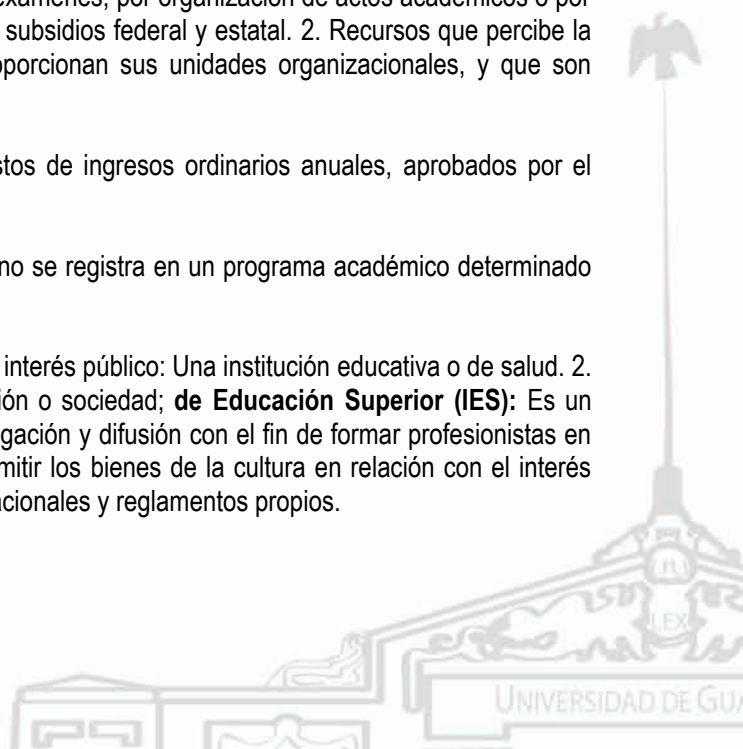 exámenes, por organización de actos académicos o por
subsidios federal y estatal. 2. Recursos que percibe la
proporcionan sus unidades organizacionales, y que son
stos de ingresos ordinarios anuales, aprobados por el
no se registra en un programa académico determinado
interés público: Una institución educativa o de salud. 2.
ión o sociedad; de Educación Superior (IES): Es un
gación y difusión con el fin de formar profesionistas en
mitir los bienes de la cultura en relación con el interés
acionales y reglamentos propios.
LEX
UNIVERSIDAD DE GUA